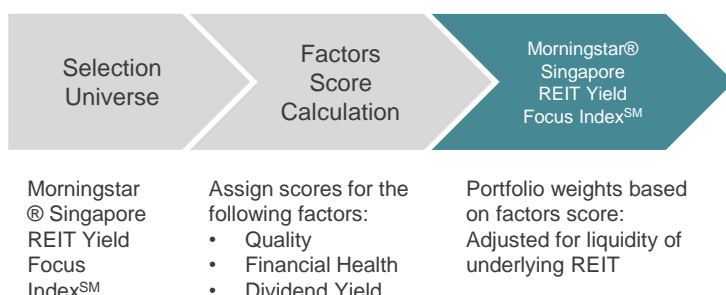 Selection
Universe
Factors
Score
Calculation
Morningstar®
Singapore
REIT Yield
Focus Index℠
Morningstar
® Singapore
REIT Yield
Focus
Index℠
Assign scores for the
following factors:
• Quality
• Financial Health
• Dividend Yield
Portfolio weights based
on factors score:
Adjusted for liquidity of
underlying REIT